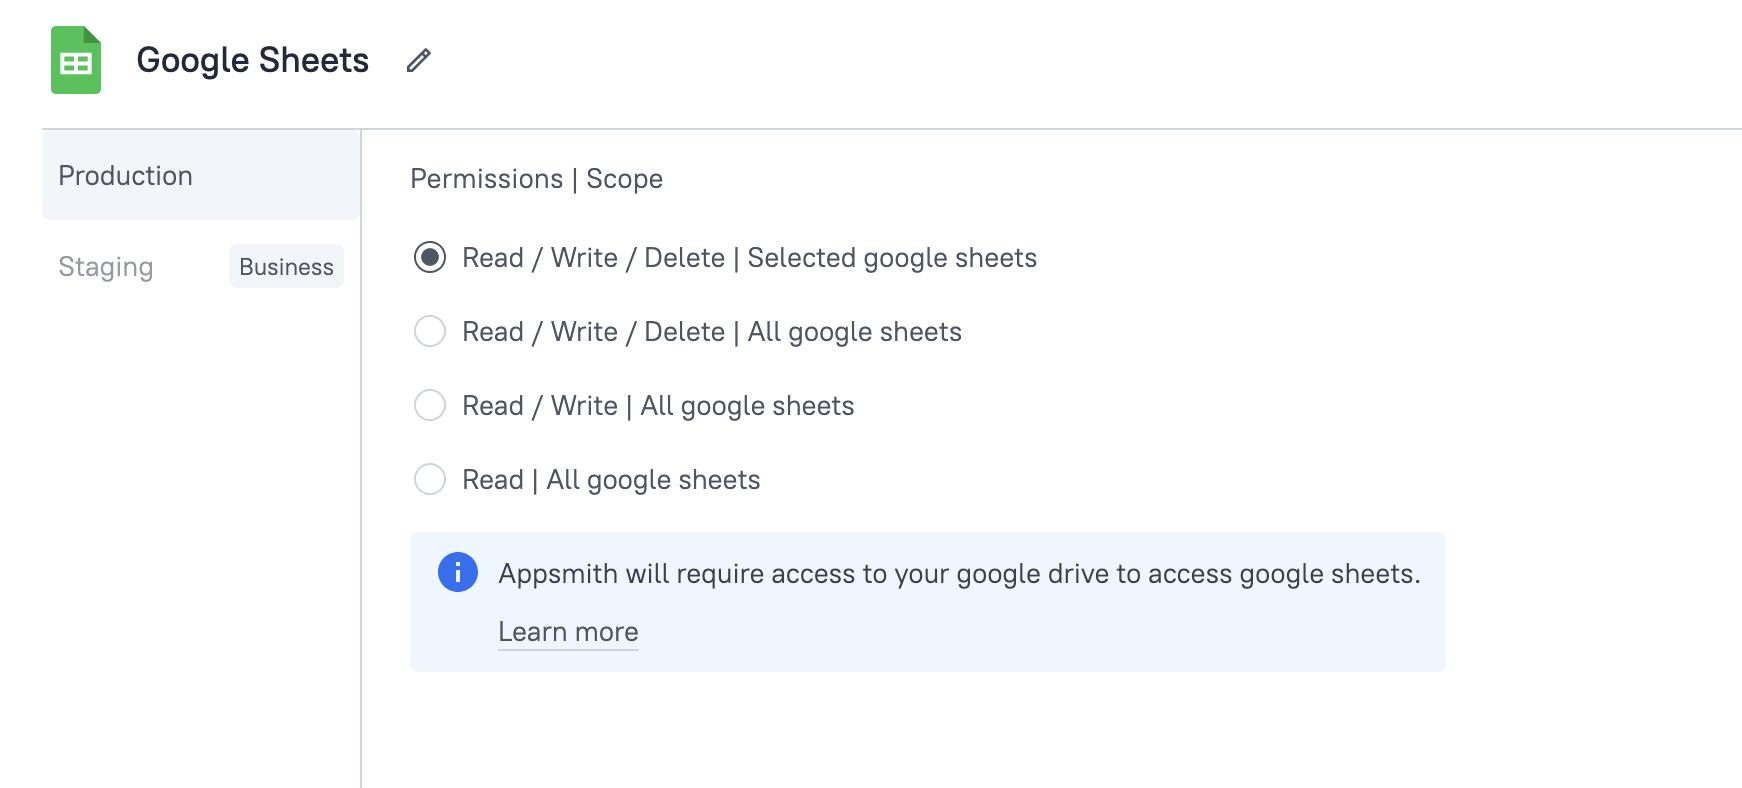 Google Sheets
Production
Staging
Business
Permissions | Scope
Read / Write / Delete | Selected google sheets
Read / Write / Delete | All google sheets
Read / Write | All google sheets
Read | All google sheets
Appsmith will require access to your google drive to access google sheets.
Learn more